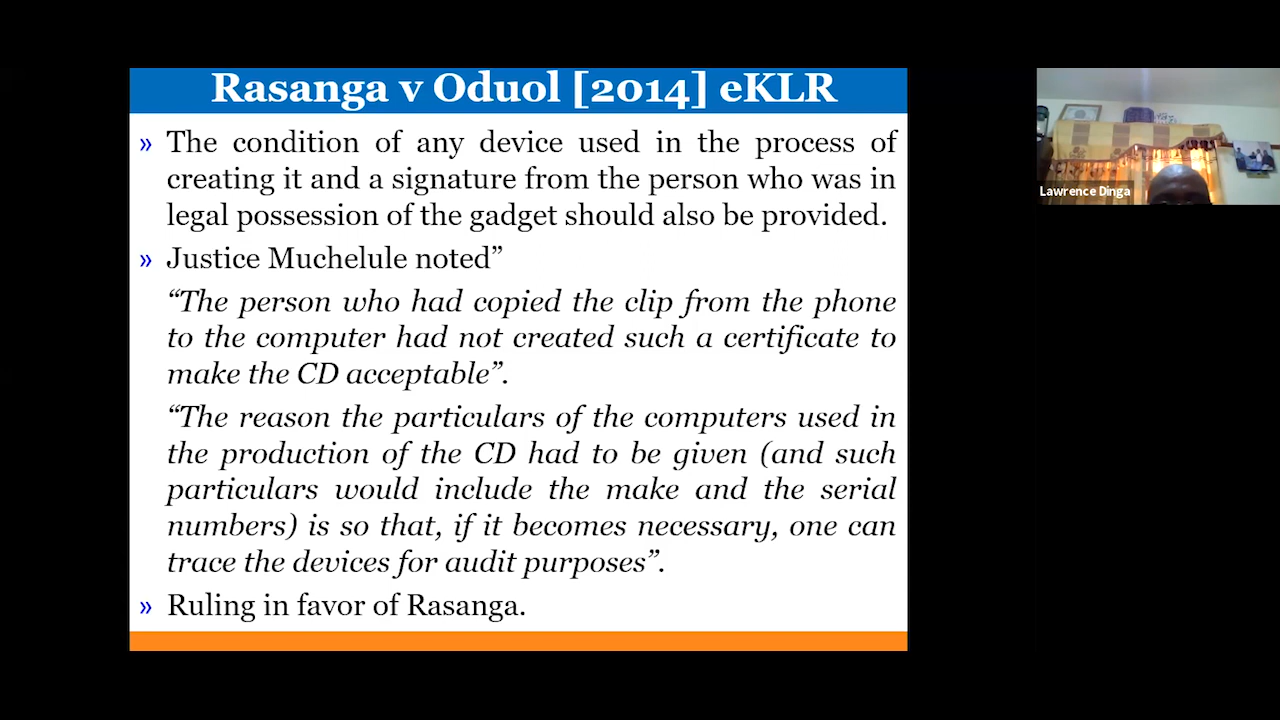 Rasanga v Oduol [2014] eKLR
» The condition of any device used in the process of
creating it and a signature from the person who was in
legal possession of the gadget should also be provided.
» Justice Muchelule noted”
“The person who had copied the clip from the phone
to the computer had not created such a certificate to
make the CD acceptable”.
“The reason the particulars of the computers used in
the production of the CD had to be given (and such
particulars would include the make and the serial
numbers) is so that, if it becomes necessary, one can
trace the devices for audit purposes”.
» Ruling in favor of Rasanga.
Lawrence Dinga